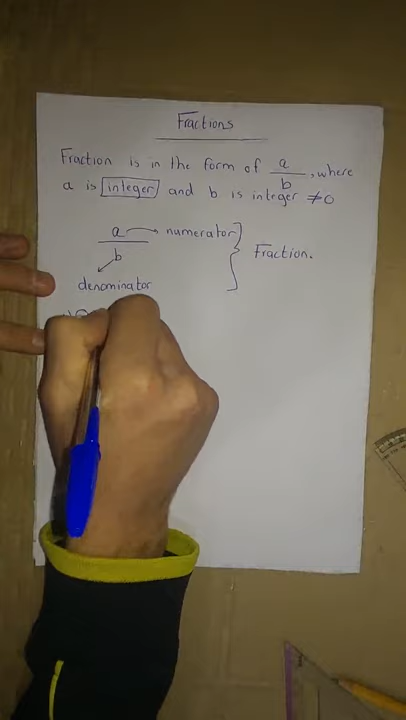 Fractions
Fraction is in the form of a/b, where
a is integer and b is integer ≠0
a → numerator
b
Fraction.
denominator